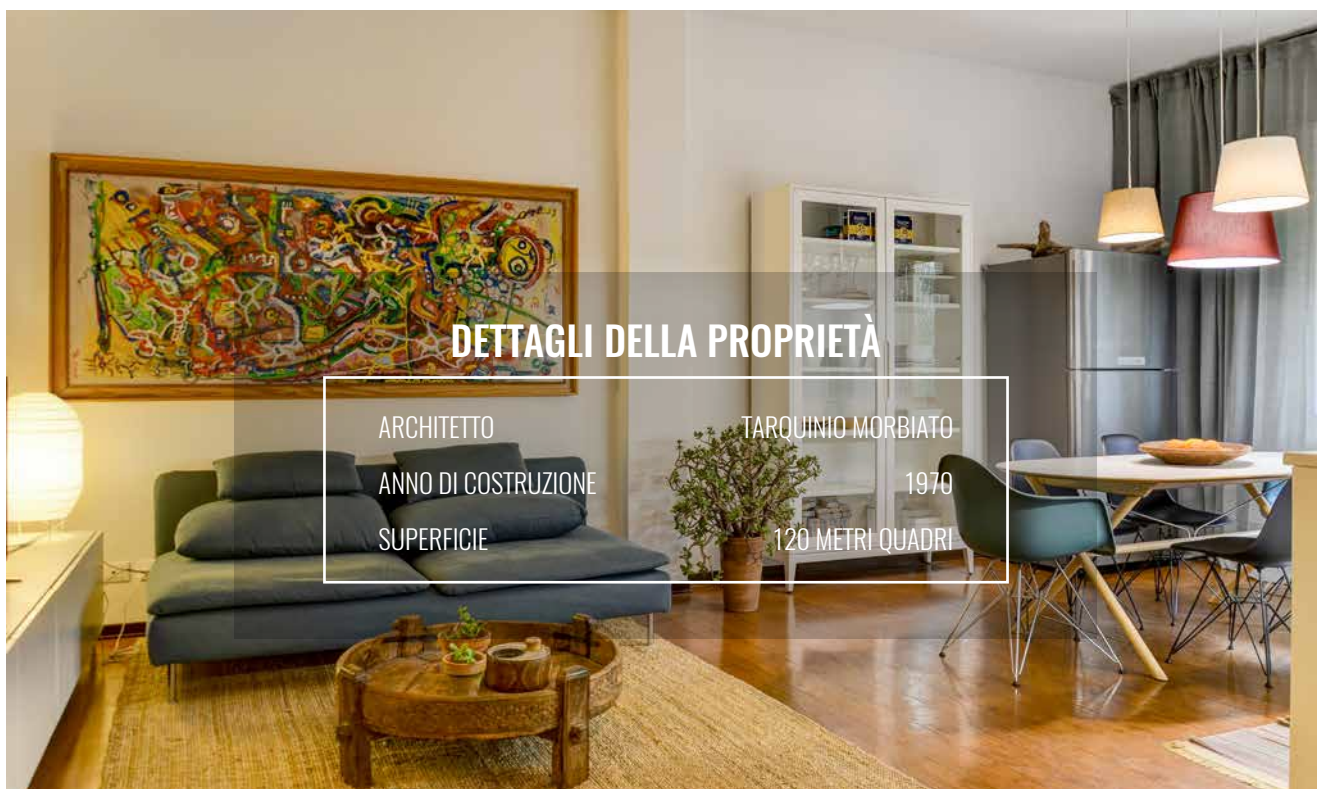 DETTAGLI DELLA PROPRIETÀ
ARCHITETTO TARQUINIO MORBIATO
ANNO DI COSTRUZIONE 1970
SUPERFICIE 120 METRI QUADRI